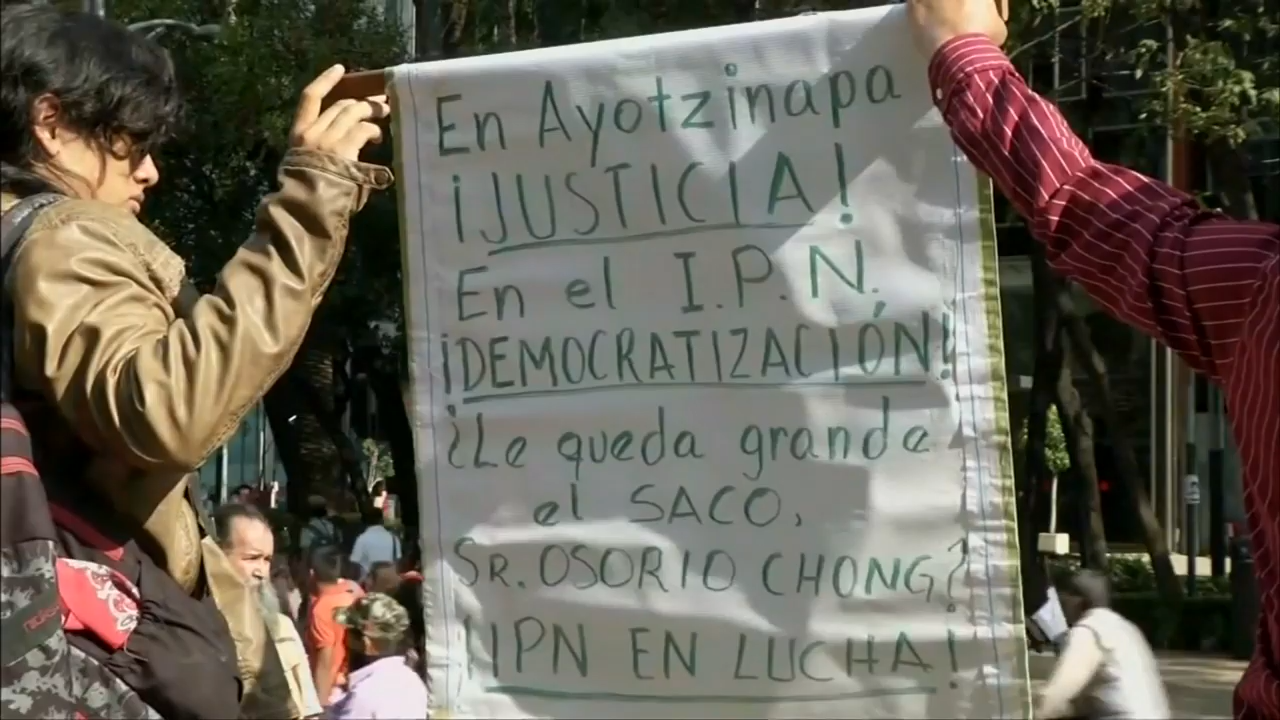 En Ayotzinapa
¡JUSTICIA!
En el I.P.N.
¡DEMOCRATIZACIÓN!
¿Le queda grande
el SACO,
SR. OSORIO CHONG?
¡IPN EN LUCHA!